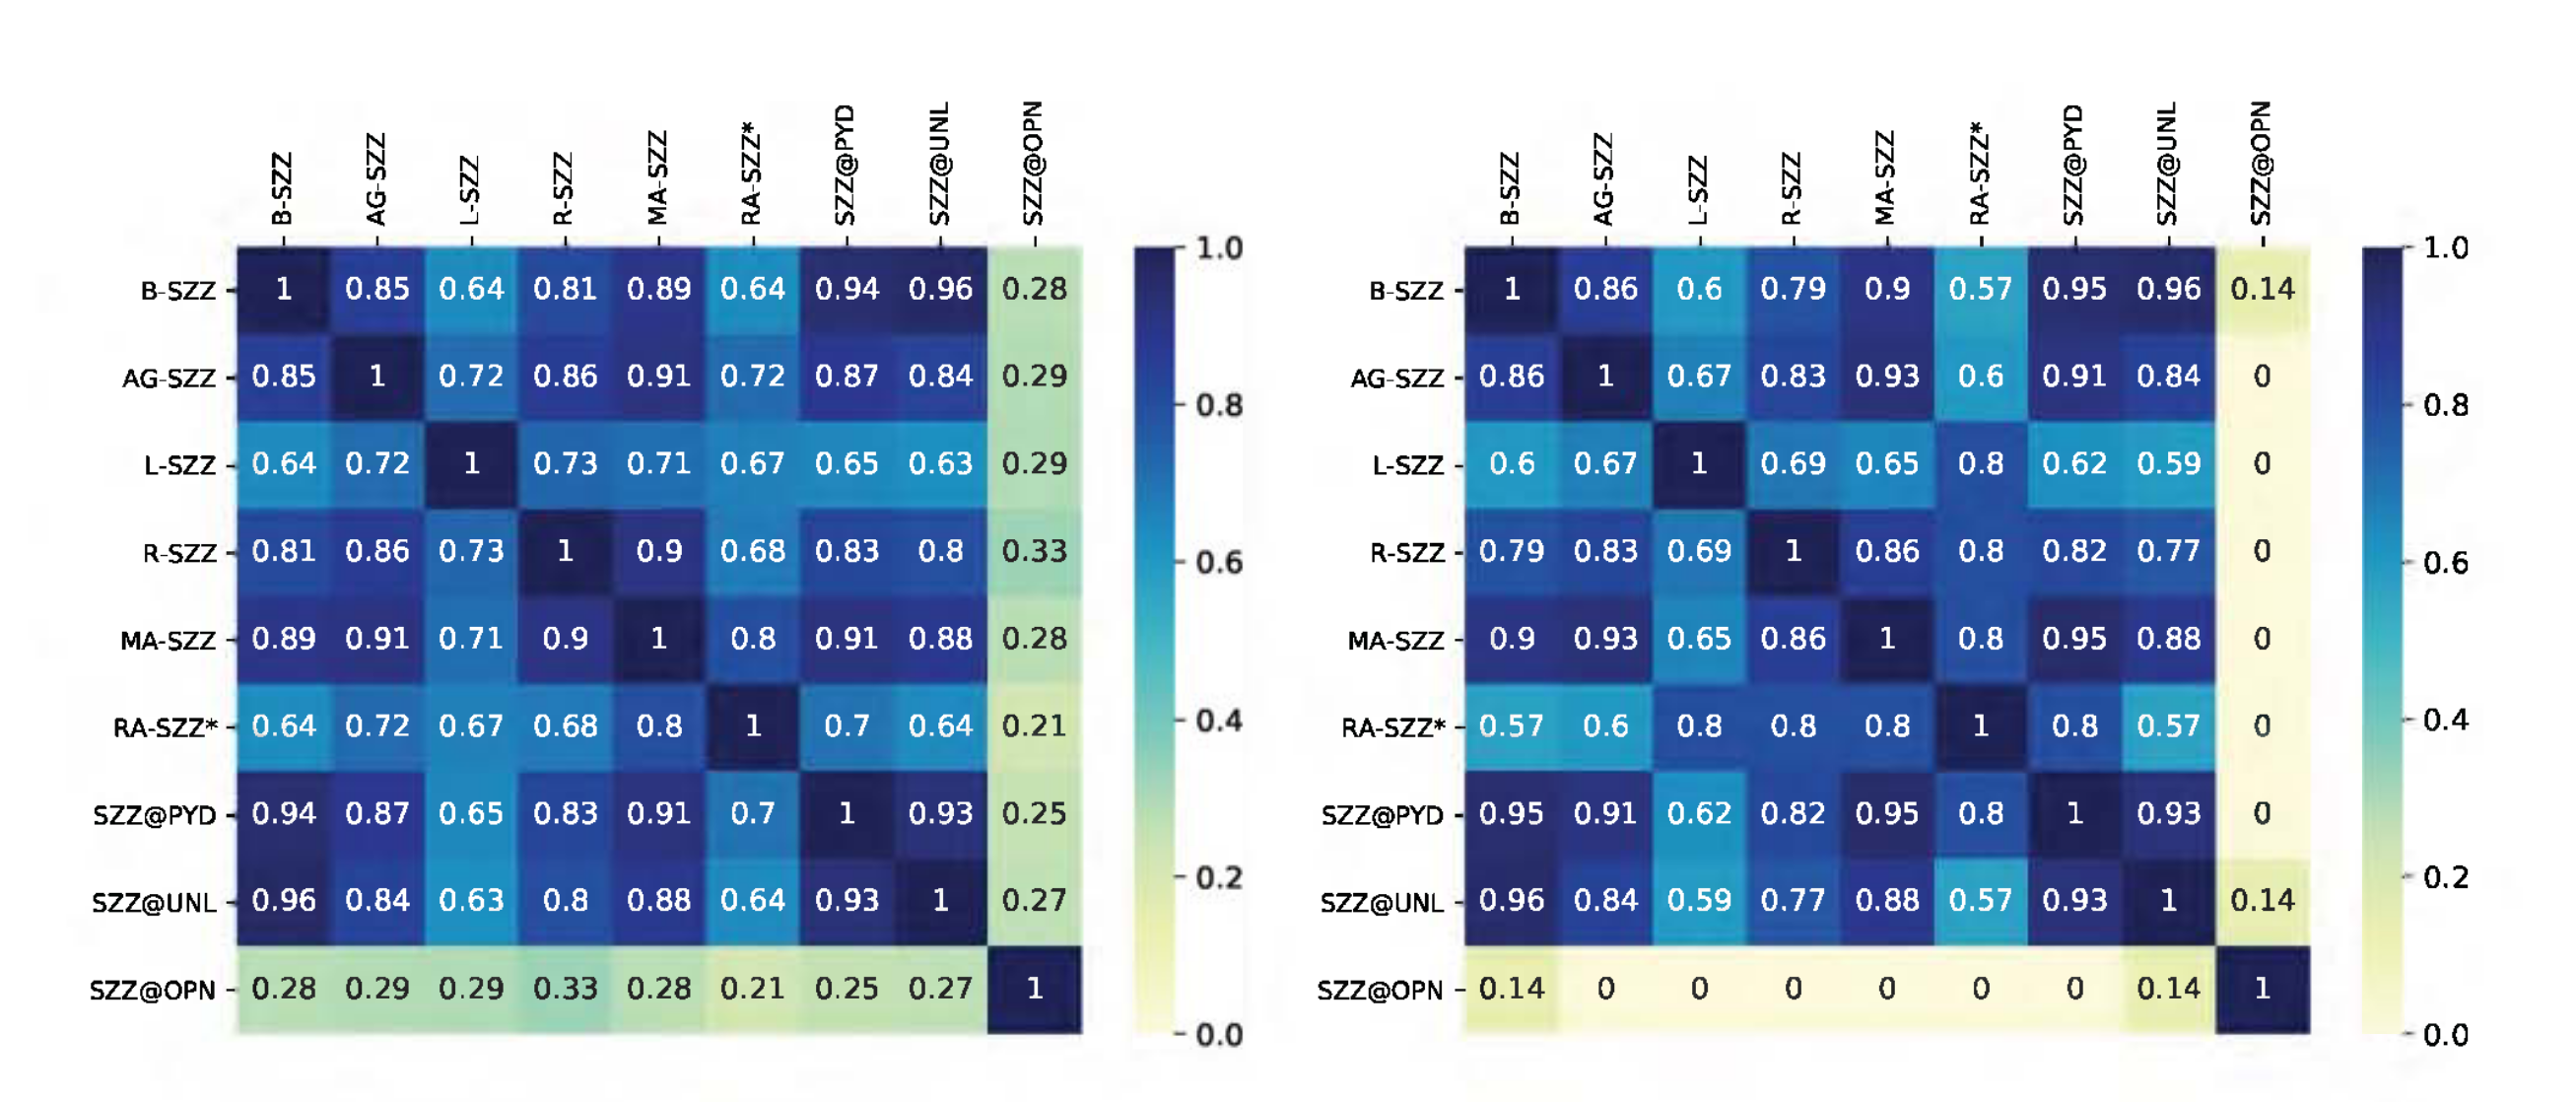 B-SZZ AG-SZZ L-SZZ R-SZZ MA-SZZ RA-SZZ* SZZ@PYD SZZ@UNL SZZ@OPN
B-SZZ 1 0.85 0.64 0.81 0.89 0.64 0.94 0.96 0.28
AG-SZZ 0.85 1 0.72 0.86 0.91 0.72 0.87 0.84 0.29
L-SZZ 0.64 0.72 1 0.73 0.71 0.67 0.65 0.63 0.29
R-SZZ 0.81 0.86 0.73 1 0.9 0.68 0.83 0.8 0.33
MA-SZZ 0.89 0.91 0.71 0.9 1 0.8 0.91 0.88 0.28
RA-SZZ* 0.64 0.72 0.67 0.68 0.8 1 0.7 0.64 0.21
SZZ@PYD 0.94 0.87 0.65 0.83 0.91 0.7 1 0.93 0.25
SZZ@UNL 0.96 0.84 0.63 0.8 0.88 0.64 0.93 1 0.27
SZZ@OPN 0.28 0.29 0.29 0.33 0.28 0.21 0.25 0.27 1
1.0
0.8
0.6
0.4
0.2
0.0
B-SZZ AG-SZZ L-SZZ R-SZZ MA-SZZ RA-SZZ* SZZ@PYD SZZ@UNL SZZ@OPN
B-SZZ 1 0.86 0.6 0.79 0.9 0.57 0.95 0.96 0.14
AG-SZZ 0.86 1 0.67 0.83 0.93 0.6 0.91 0.84 0
L-SZZ 0.6 0.67 1 0.69 0.65 0.8 0.62 0.59 0
R-SZZ 0.79 0.83 0.69 1 0.86 0.8 0.82 0.77 0
MA-SZZ 0.9 0.93 0.65 0.86 1 0.8 0.95 0.88 0
RA-SZZ* 0.57 0.6 0.8 0.8 0.8 1 0.8 0.57 0
SZZ@PYD 0.95 0.91 0.62 0.82 0.95 0.8 1 0.93 0
SZZ@UNL 0.96 0.84 0.59 0.77 0.88 0.57 0.93 1 0.14
SZZ@OPN 0.14 0 0 0 0 0 0 0.14 1
1.0
0.8
0.6
0.4
0.2
0.0